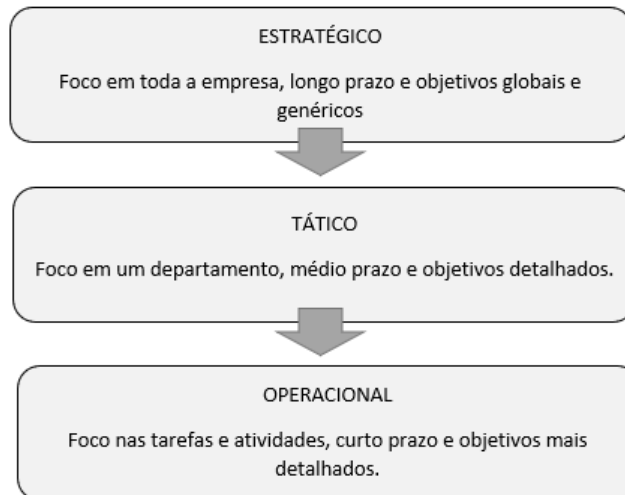 ESTRATÉGICO
Foco em toda a empresa, longo prazo e objetivos globais e
genéricos
TÁTICO
Foco em um departamento, médio prazo e objetivos detalhados.
OPERACIONAL
Foco nas tarefas e atividades, curto prazo e objetivos mais
detalhados.